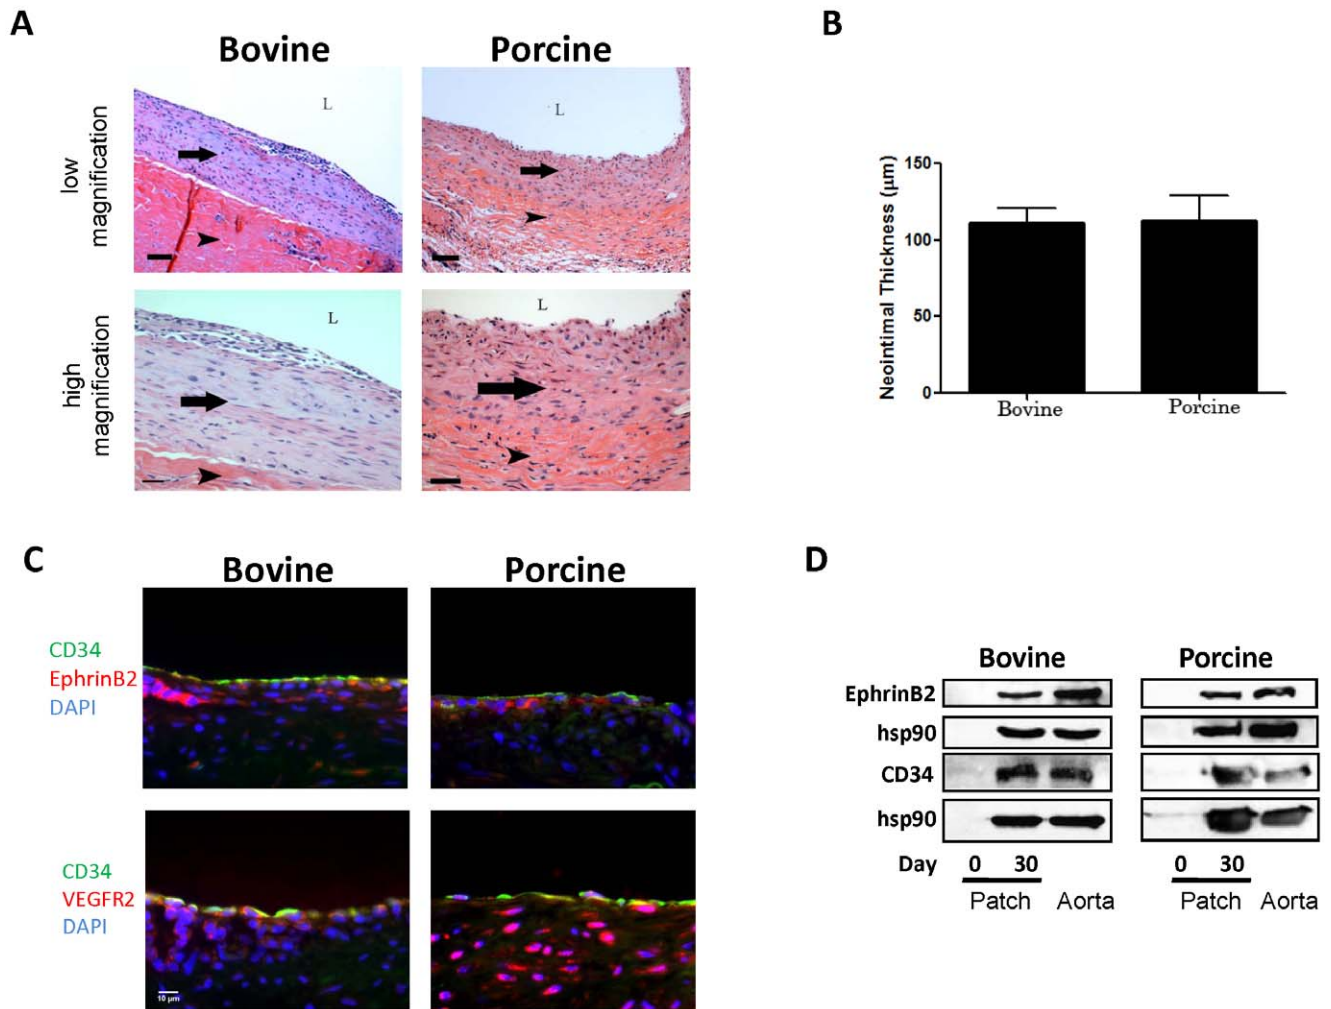 A
Bovine
Porcine
low
magnification
L
L
high
magnification
L
L
B
Neointimal Thickness (µm)
150
100
50
0
Bovine
Porcine
C
Bovine
Porcine
CD34
EphrinB2
DAPI
CD34
VEGFR2
DAPI
10 µm
D
Bovine
Porcine
EphrinB2
hsp90
CD34
hsp90
Day 0 30 0 30
Patch Aorta Patch Aorta